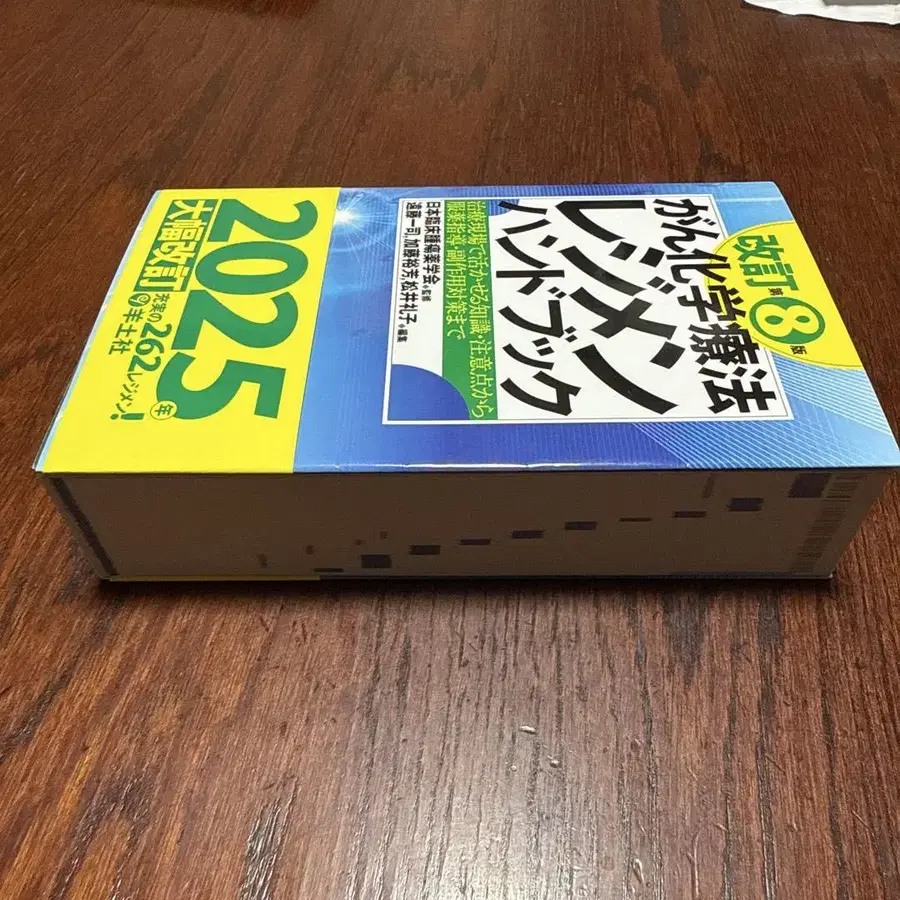 改訂第8版
がん化学療法
レジメン
ハンドブック
治療現場で活かせる知識・注意点から
服薬指導・副作用対策まで
日本臨床腫瘍薬学会●監修
遠藤一司,加藤裕芳,松井礼子●編集
2025年
大幅改訂
充実の262レジメン!
羊土社